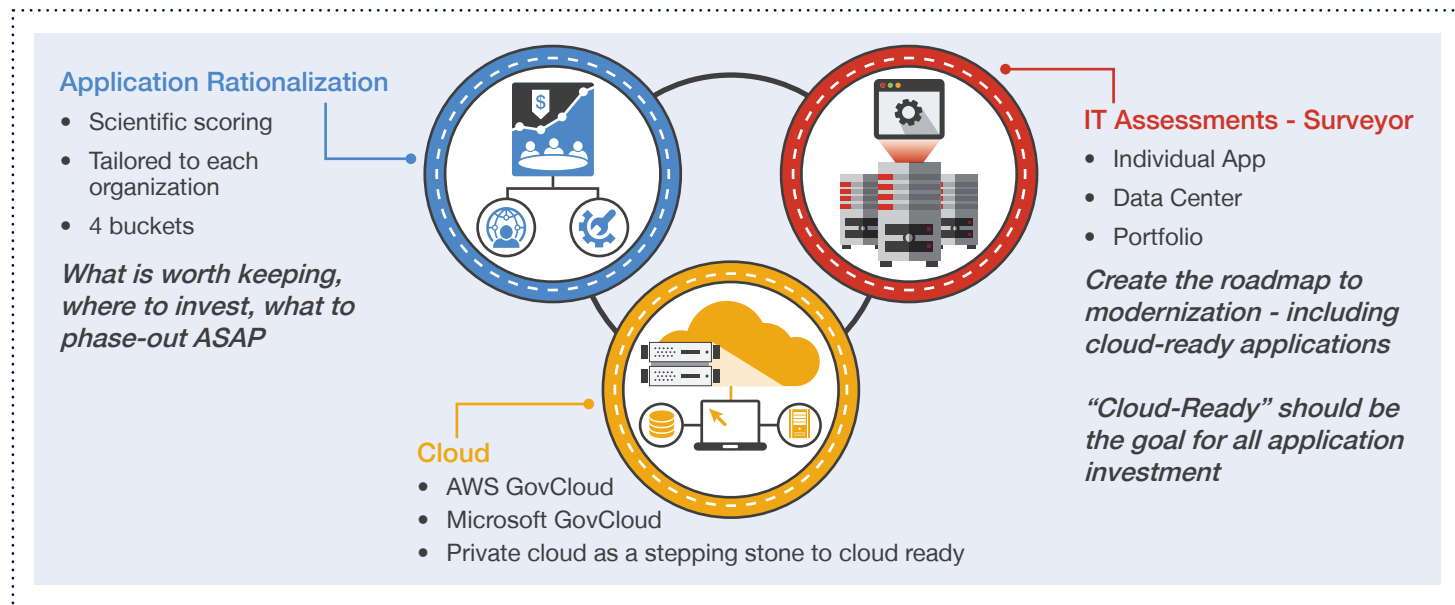 Application Rationalization
• Scientific scoring
• Tailored to each
organization
• 4 buckets
What is worth keeping,
where to invest, what to
phase-out ASAP
$
IT Assessments - Surveyor
• Individual App
• Data Center
• Portfolio
Create the roadmap to
modernization - including
cloud-ready applications
“Cloud-Ready” should be
the goal for all application
investment
Cloud
• AWS GovCloud
• Microsoft GovCloud
• Private cloud as a stepping stone to cloud ready